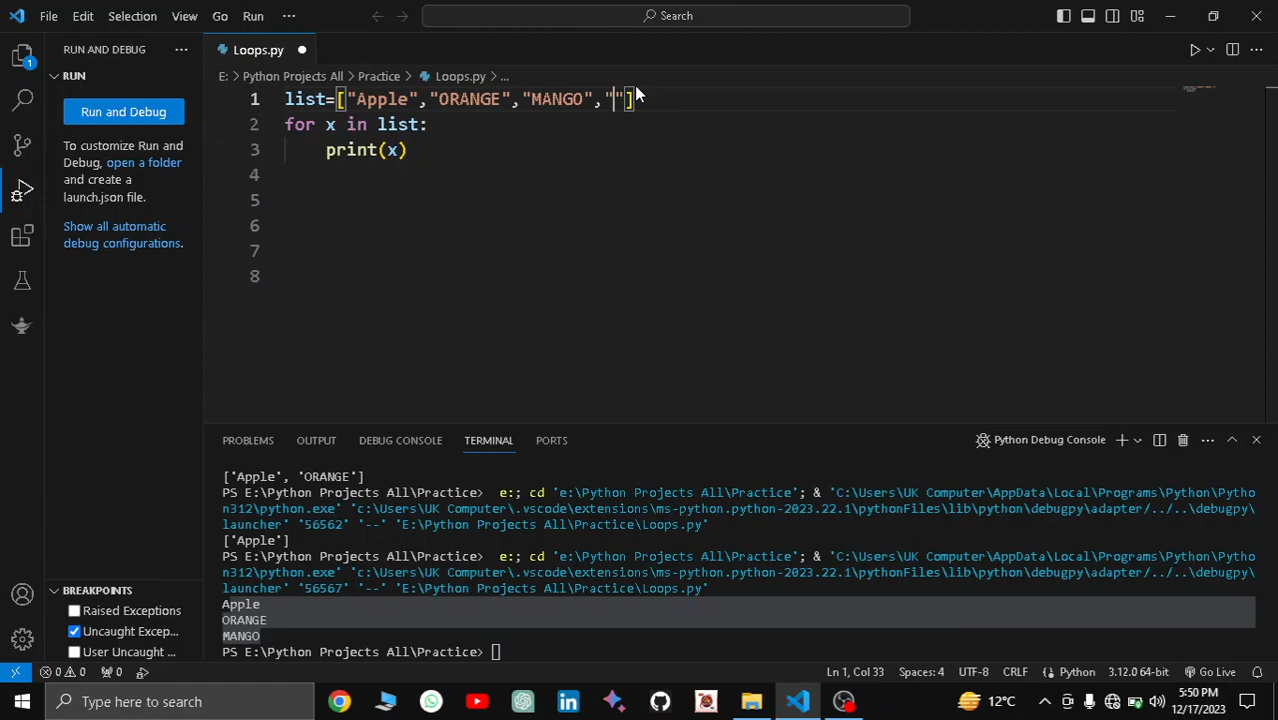 File Edit Selection View Go Run ··· Search
RUN AND DEBUG ···
RUN
Run and Debug
To customize Run and
Debug, open a folder
and create a
launch.json file.
Show all automatic
debug configurations.
BREAKPOINTS
Raised Exceptions
Uncaught Excep...
User Uncaught ...
1
Loops.py
E: > Python Projects All > Practice > Loops.py > ...
1 list=["Apple","ORANGE","MANGO",""]
2 for x in list:
3 print(x)
4
5
6
7
8
PROBLEMS OUTPUT DEBUG CONSOLE TERMINAL PORTS Python Debug Console
['Apple', 'ORANGE']
PS E:\Python Projects All\Practice> e:; cd 'e:\Python Projects All\Practice'; & 'C:\Users\UK Computer\AppData\Local\Programs\Python\Pytho
n312\python.exe' 'c:\Users\UK Computer\.vscode\extensions\ms-python.python-2023.22.1\pythonFiles\lib\python\debugpy\adapter/../..\debugpy\
launcher' '56562' '--' 'E:\Python Projects All\Practice\Loops.py'
['Apple']
PS E:\Python Projects All\Practice> e:; cd 'e:\Python Projects All\Practice'; & 'C:\Users\UK Computer\AppData\Local\Programs\Python\Pytho
n312\python.exe' 'c:\Users\UK Computer\.vscode\extensions\ms-python.python-2023.22.1\pythonFiles\lib\python\debugpy\adapter/../..\debugpy\
launcher' '56567' '--' 'E:\Python Projects All\Practice\Loops.py'
Apple
ORANGE
MANGO
PS E:\Python Projects All\Practice>
0 0 0 Ln 1, Col 33 Spaces: 4 UTF-8 CRLF Python 3.12.0 64-bit Go Live
Type here to search 12°C 5:50 PM
12/17/2023